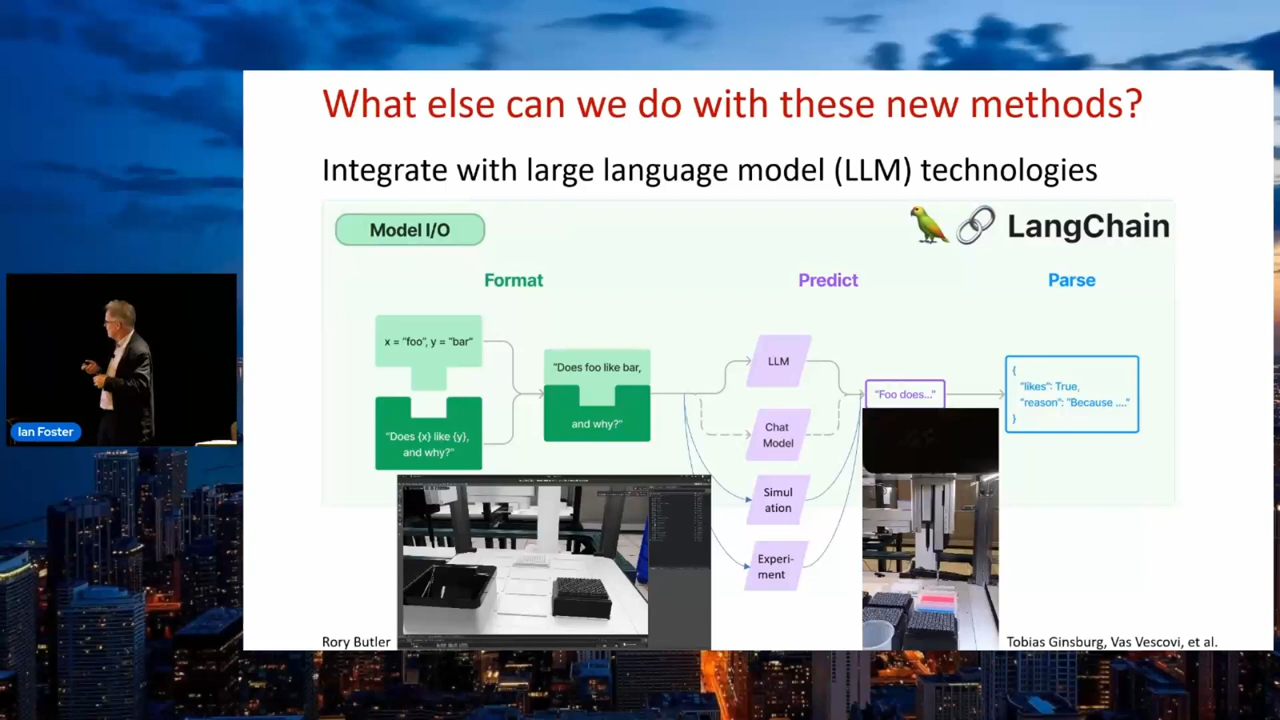 What else can we do with these new methods?
Integrate with large language model (LLM) technologies
Model I/O
LangChain
Format
Predict
Parse
x = "foo", y = "bar"
"Does {x} like {y},
and why?"
"Does foo like bar,
and why?"
LLM
Chat
Model
Simul
ation
Experi-
ment
"Foo does..."
{
"likes": True,
"reason": "Because ...."
}
Rory Butler
Tobias Ginsburg, Vas Vescovi, et al.
Ian Foster